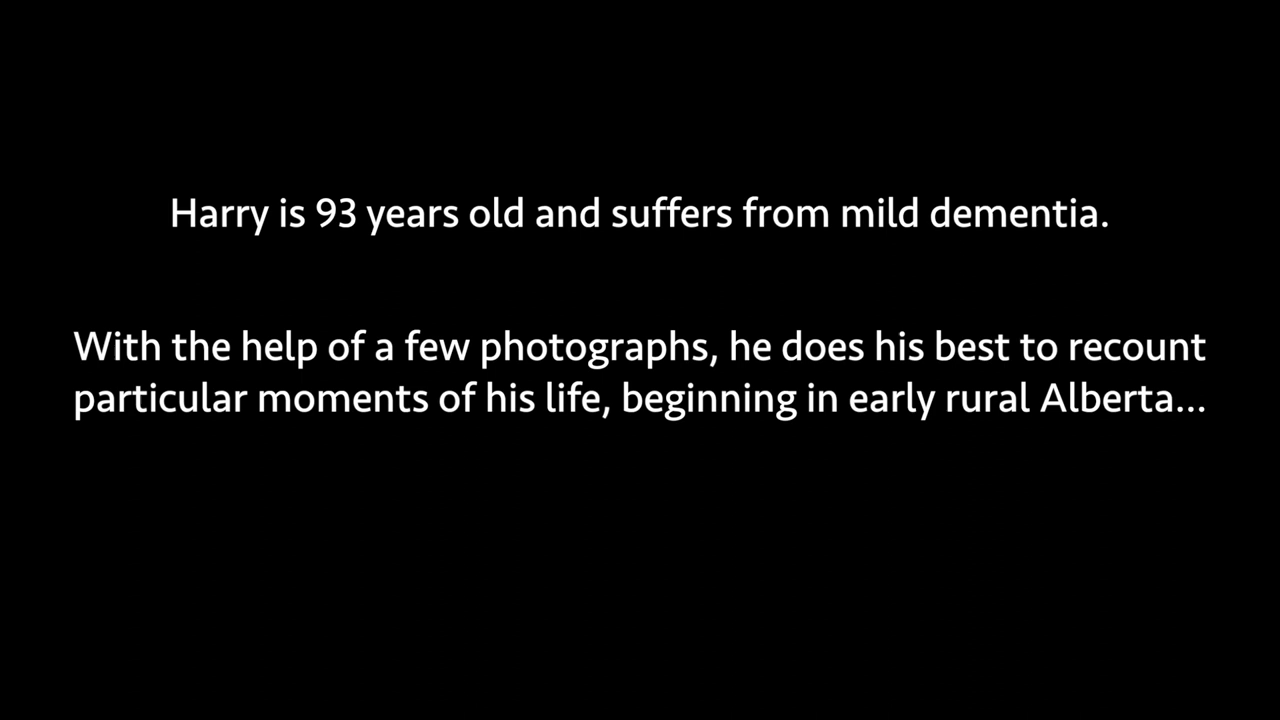 Harry is 93 years old and suffers from mild dementia.
With the help of a few photographs, he does his best to recount
particular moments of his life, beginning in early rural Alberta...